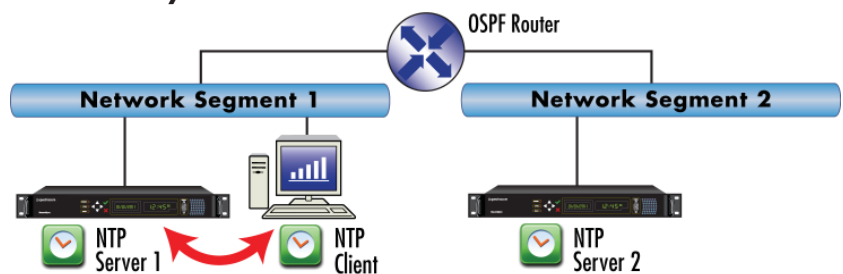 OSPF Router
Network Segment 1
Network Segment 2
NTP
Server 1
NTP
Client
NTP
Server 2